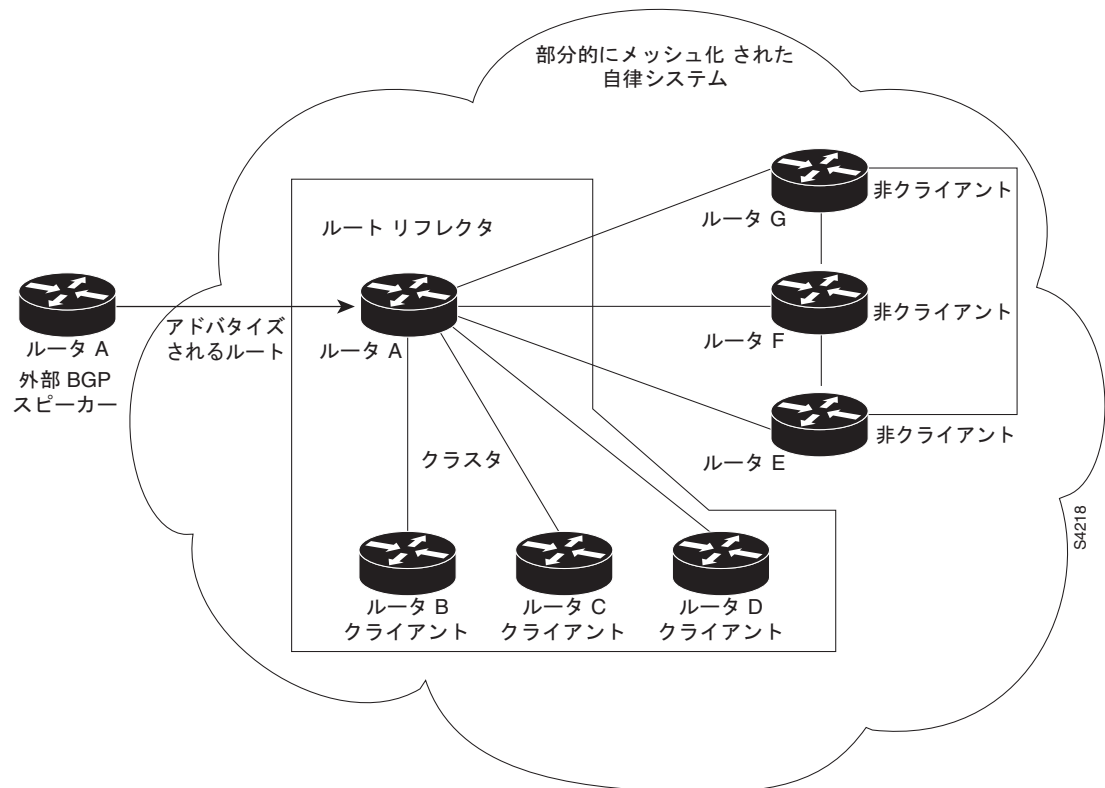 部分的にメッシュ化 された
自律システム
非クライアント
ルータ G
ルート リフレクタ
アドバタイズ
されるルート
ルータ A
外部 BGP
スピーカー
ルータ A
非クライアント
ルータ F
非クライアント
ルータ E
クラスタ
S4218
ルータ B
クライアント
ルータ C
クライアント
ルータ D
クライアント